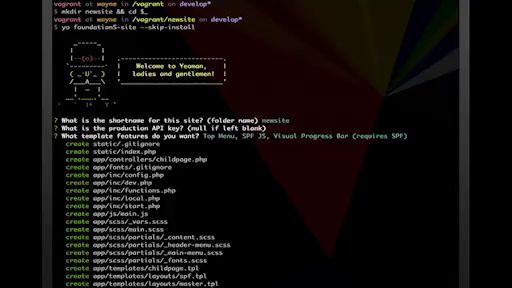 vagrant at wayne in /vagrant on develop*
$ mkdir newsite && cd $_
vagrant at wayne in /vagrant/newsite on develop*
$ yo foundation5-site --skip-install
Welcome to Yeoman,
ladies and gentlemen!
? What is the shortname for this site? (folder name) newsite
? What is the production API key? (null if left blank)
? What template features do you want? Top Menu, SPF JS, Visual Progress Bar (requires SPF)
create static/.gitignore
create static/index.php
create app/controllers/childpage.php
create app/fonts/.gitignore
create app/inc/config.php
create app/inc/dev.php
create app/inc/functions.php
create app/inc/local.php
create app/inc/start.php
create app/js/main.js
create app/scss/_vars.scss
create app/scss/main.scss
create app/scss/partials/_content.scss
create app/scss/partials/_header-menu.scss
create app/scss/partials/_main-menu.scss
create app/scss/partials/_fonts.scss
create app/templates/childpage.tpl
create app/templates/layouts/spf.tpl
create app/templates/layouts/master.tpl